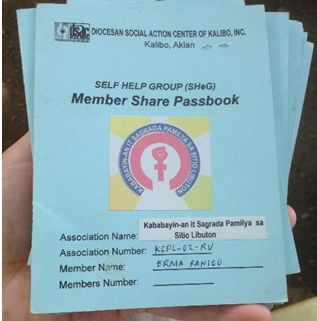 DIOCESAN SOCIAL ACTION CENTER OF KALIBO, INC.
Kalibo, Aklan
SELF HELP GROUP (SHeG)
Member Share Passbook
KABABAYIN-AN IT SAGRADA PAMILYA SA SITIO LIBUTON
Association Name: Kababayin-an it Sagrada Pamilya sa
Sitio Libuton
Association Number: KSPL-02-RV
Member Name: ERMA RANIGO
Members Number: